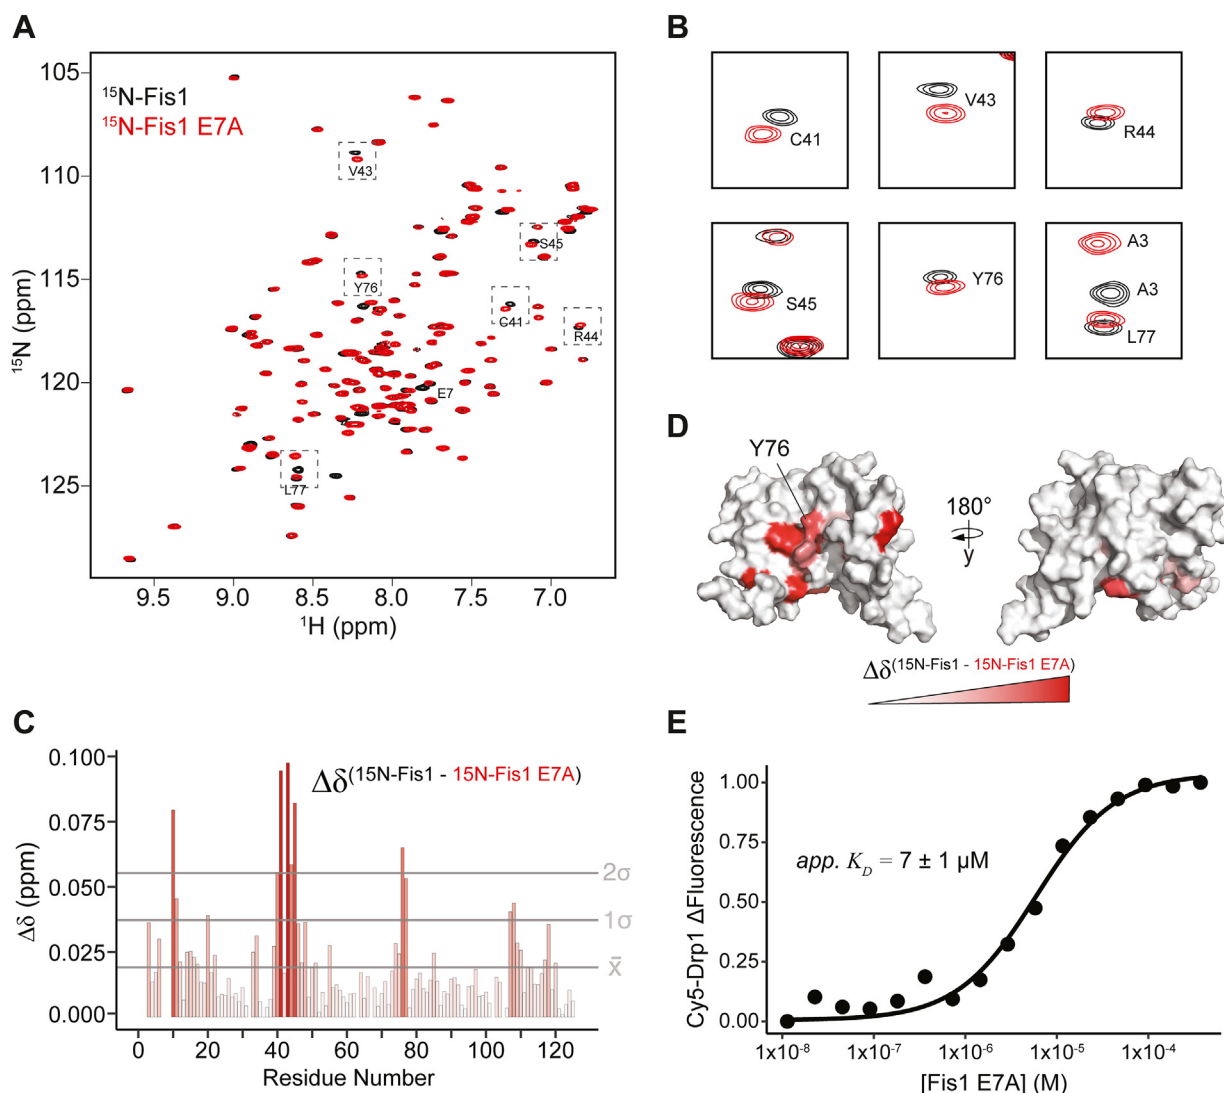 A
105
110
115
120
125
¹⁵N (ppm)
¹⁵N-Fis1
¹⁵N-Fis1 E7A
V43
S45
Y76
C41
R44
E7
L77
9.5 9.0 8.5 8.0 7.5 7.0
¹H (ppm)
B
C41
V43
R44
S45
Y76
A3
A3
L77
D
Y76
180°
y
Δδ(15N-Fis1 - 15N-Fis1 E7A)
C
0.100
0.075
0.050
0.025
0.000
Δδ (ppm)
Δδ(15N-Fis1 - 15N-Fis1 E7A)
2σ
1σ
x̄
0 20 40 60 80 100 120
Residue Number
E
1.00
0.75
0.50
0.25
0.00
Cy5-Drp1 ΔFluorescence
app. K_D = 7 ± 1 µM
1x10⁻⁸ 1x10⁻⁷ 1x10⁻⁶ 1x10⁻⁵ 1x10⁻⁴
[Fis1 E7A] (M)